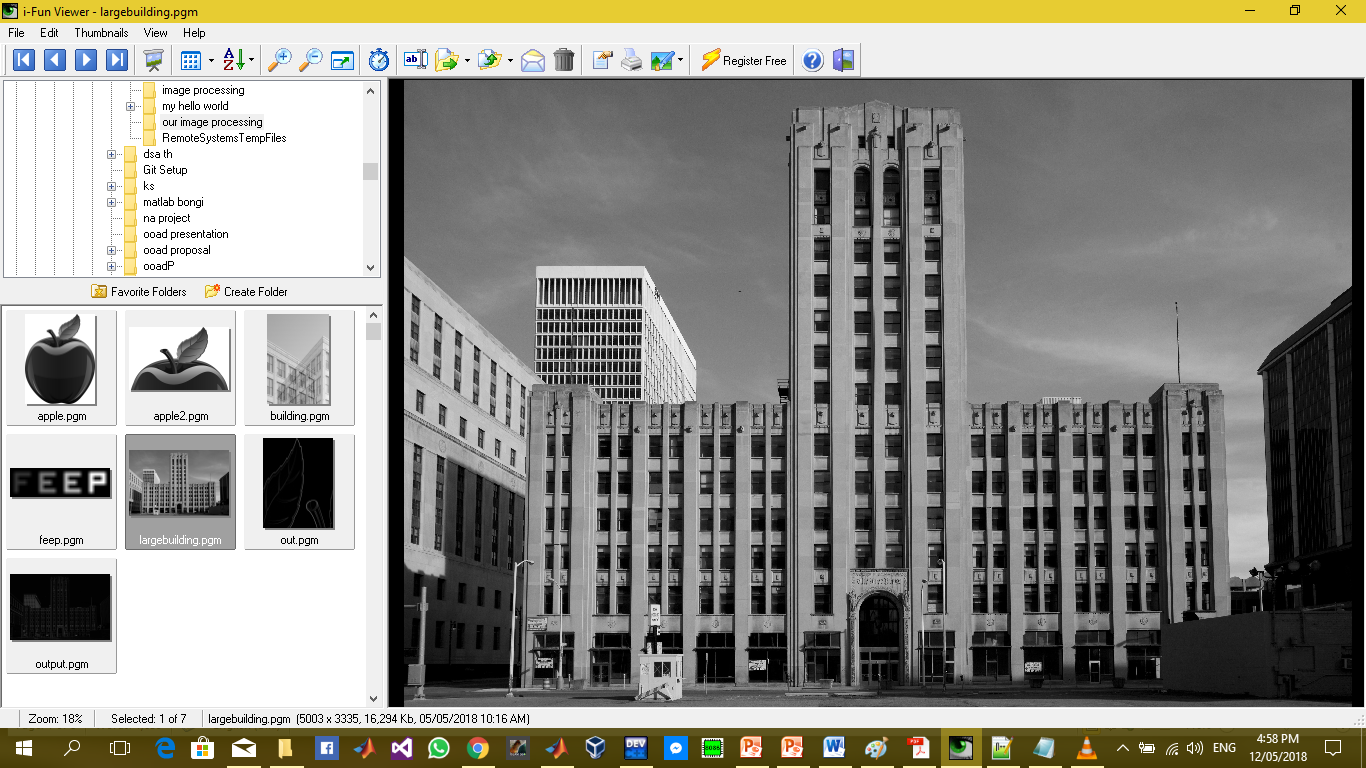 i-Fun Viewer - largebuilding.pgm
File Edit Thumbnails View Help
A Z ab Register Free
image processing
my hello world
our image processing
RemoteSystemsTempFiles
dsa th
Git Setup
ks
matlab bongi
na project
ooad presentation
ooad proposal
ooadP
Favorite Folders Create Folder
apple.pgm apple2.pgm building.pgm
FEEP
feep.pgm largebuilding.pgm out.pgm
output.pgm
Zoom: 18% Selected: 1 of 7 largebuilding.pgm (5003 x 3335, 16,294 Kb, 05/05/2018 10:16 AM)
DEV
ENG 4:58 PM
12/05/2018